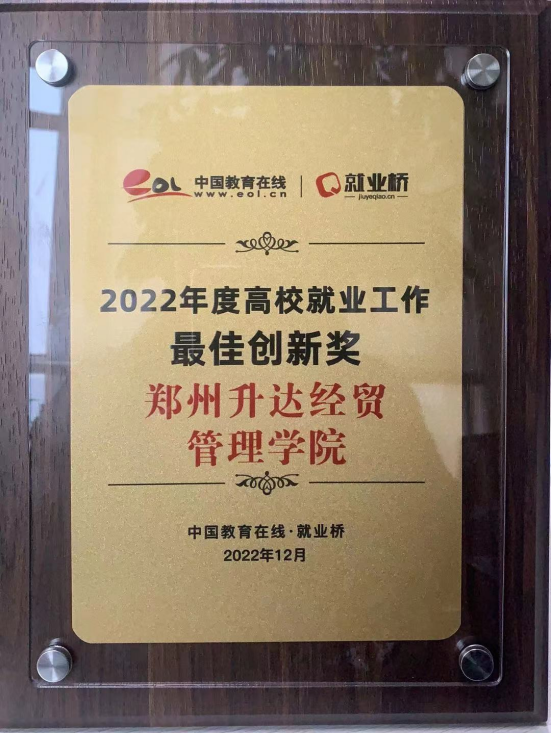 eol 中国教育在线 www.eol.cn
就业桥 jiuyeqiao.cn
2022年度高校就业工作
最佳创新奖
郑州升达经贸
管理学院
中国教育在线·就业桥
2022年12月